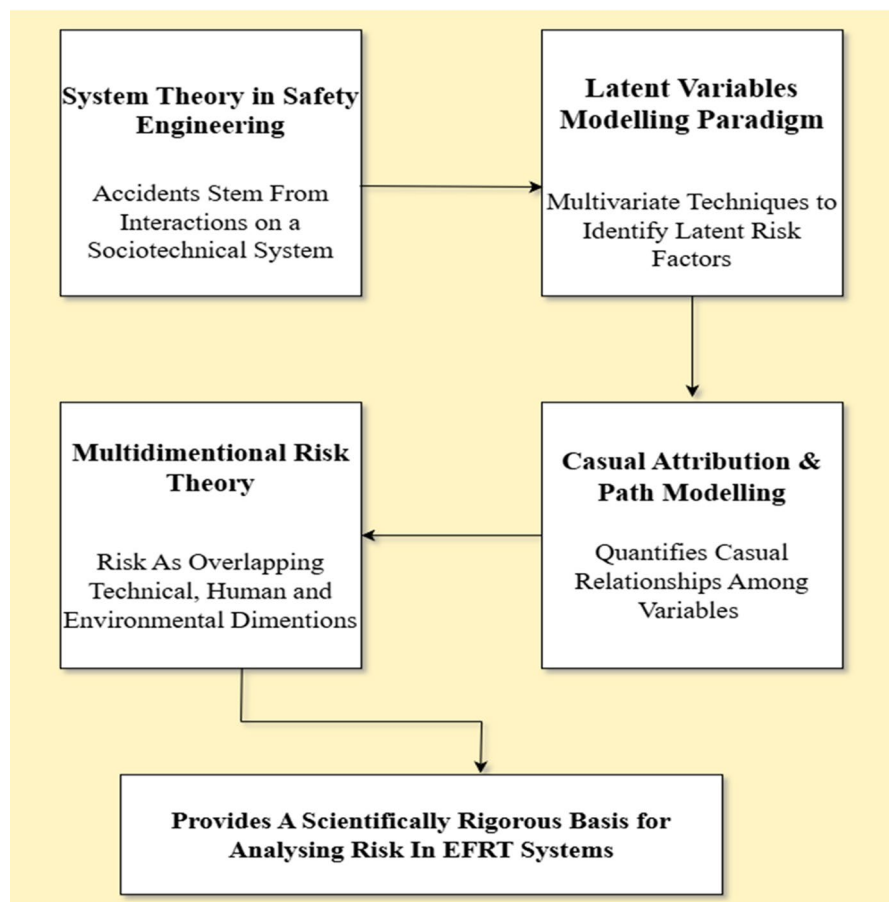 System Theory in Safety
Engineering
Accidents Stem From
Interactions on a
Sociotechnical System
Latent Variables
Modelling Paradigm
Multivariate Techniques to
Identify Latent Risk
Factors
Casual Attribution &
Path Modelling
Quantifies Casual
Relationships Among
Variables
Multidimentional Risk
Theory
Risk As Overlapping
Technical, Human and
Environmental Dimentions
Provides A Scientifically Rigorous Basis for
Analysing Risk In EFRT Systems